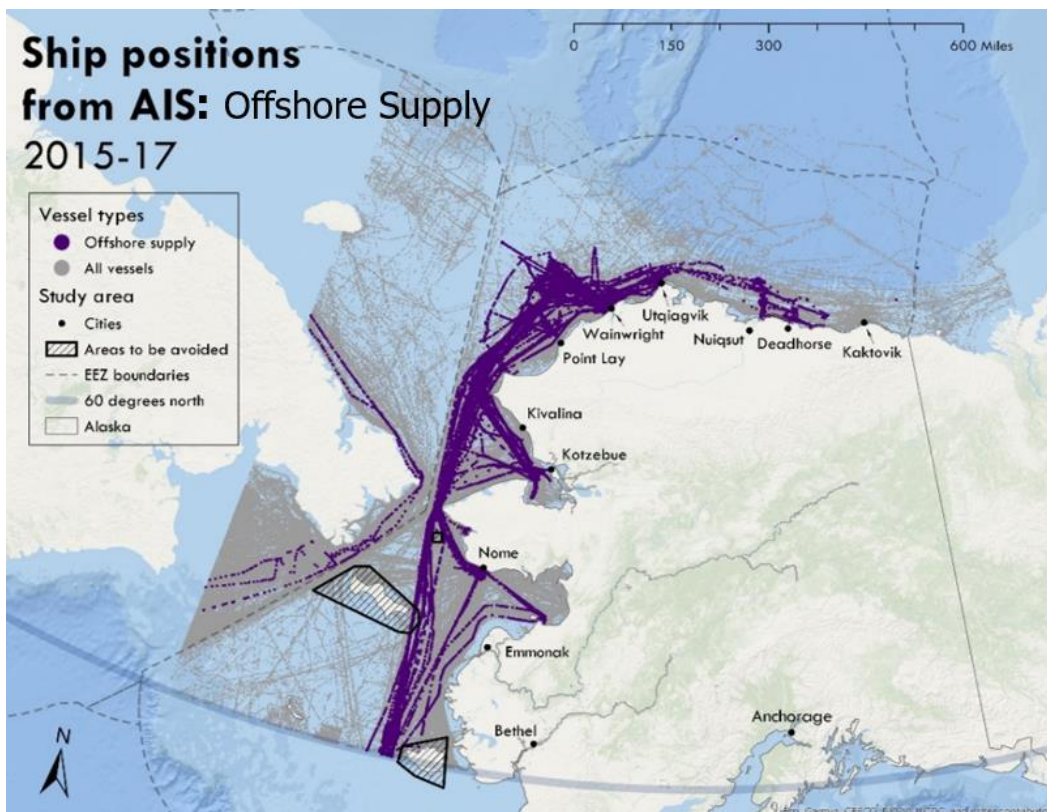 Ship positions
from AIS: Offshore Supply
2015-17
0 150 300 600 Miles
Vessel types
Offshore supply
All vessels
Study area
Cities
Areas to be avoided
EEZ boundaries
60 degrees north
Alaska
Utqiagvik
Wainwright
Nuiqsut
Deadhorse
Kaktovik
Point Lay
Kivalina
Kotzebue
Nome
Emmonak
Bethel
Anchorage
N